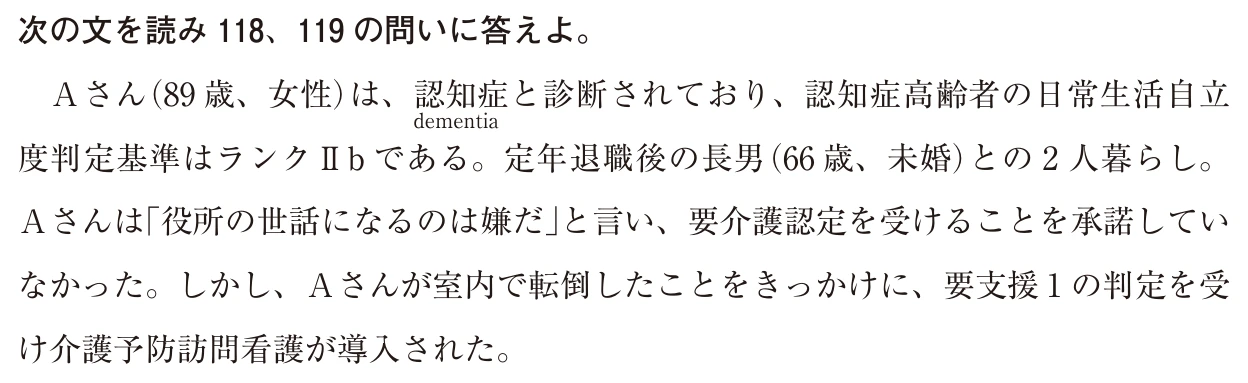 次の文を読み 118、119 の問いに答えよ。
Aさん(89 歳、女性)は、認知症と診断されており、認知症高齢者の日常生活自立
dementia
度判定基準はランクⅡb である。定年退職後の長男(66 歳、未婚)との 2 人暮らし。
Aさんは「役所の世話になるのは嫌だ」と言い、要介護認定を受けることを承諾してい
なかった。しかし、Aさんが室内で転倒したことをきっかけに、要支援 1 の判定を受
け介護予防訪問看護が導入された。